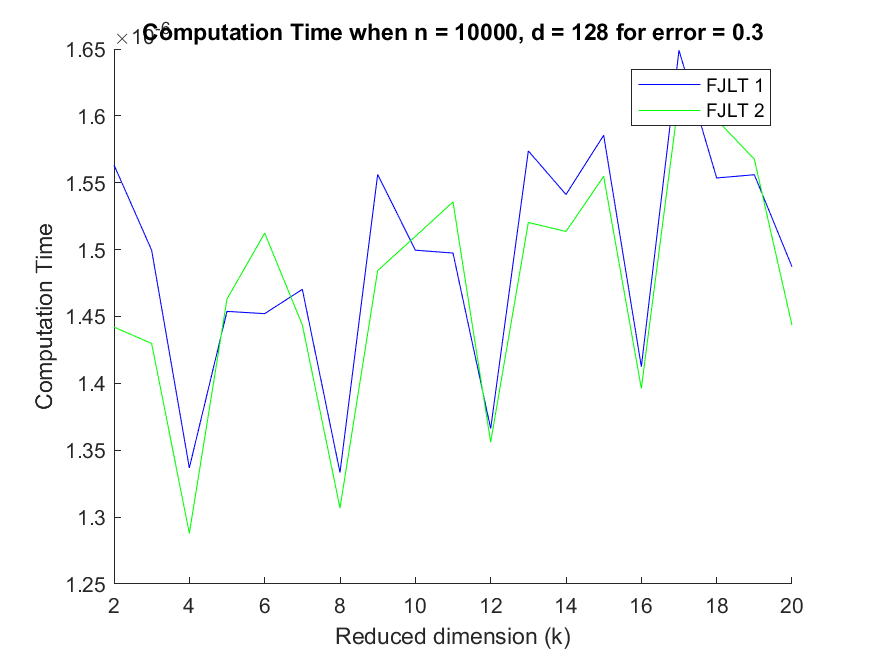 Computation Time when n = 10000, d = 128 for error = 0.3
×10-6
1.65
1.6
1.55
1.5
1.45
1.4
1.35
1.3
1.25
Computation Time
FJLT 1
FJLT 2
2 4 6 8 10 12 14 16 18 20
Reduced dimension (k)